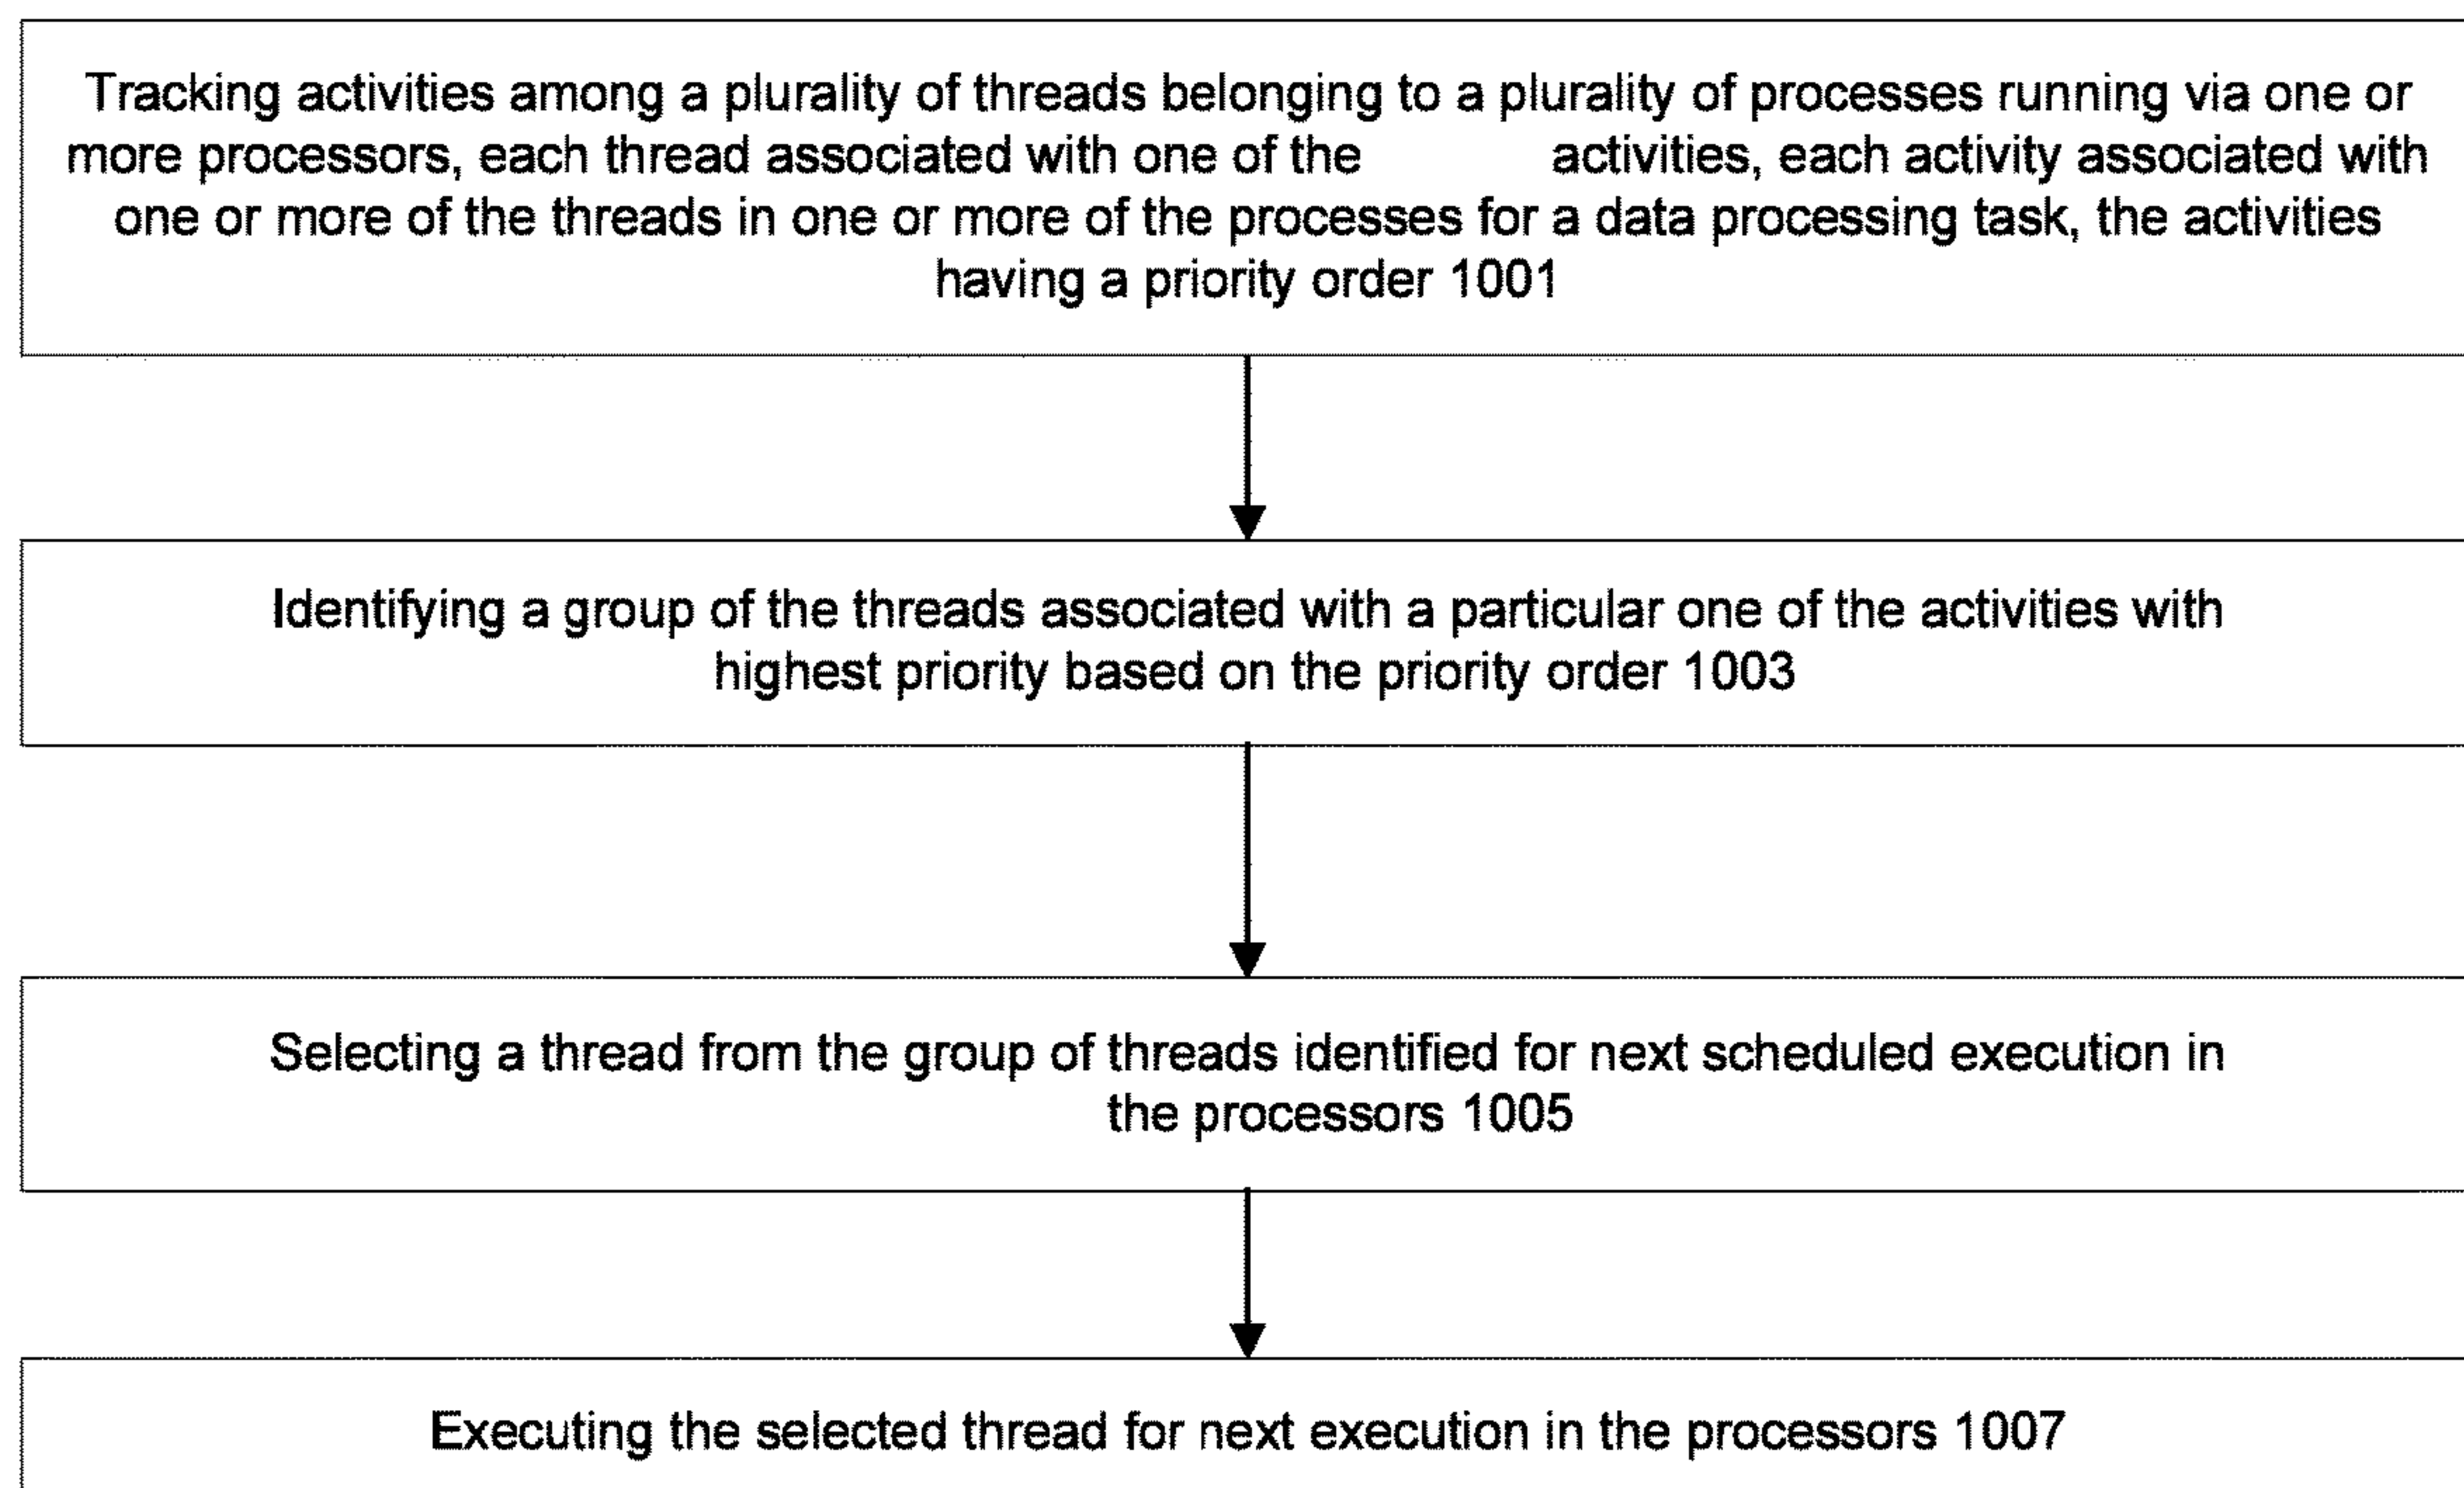 Tracking activities among a plurality of threads belonging to a plurality of processes running via one or
more processors, each thread associated with one of the activities, each activity associated with
one or more of the threads in one or more of the processes for a data processing task, the activities
having a priority order 1001
Identifying a group of the threads associated with a particular one of the activities with
highest priority based on the priority order 1003
Selecting a thread from the group of threads identified for next scheduled execution in
the processors 1005
Executing the selected thread for next execution in the processors 1007